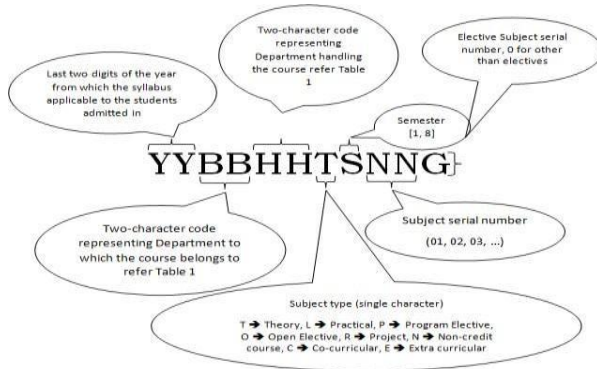 Two-character code
representing
Department handling
the course refer Table
1
Elective Subject serial
number, 0 for other
than electives
Last two digits of the year
from which the syllabus
applicable to the students
admitted in
Semester
[1, 8]
YYBBHHTSNNG
Two-character code
representing Department to
which the course belongs to
refer Table 1
Subject serial number
(01, 02, 03, ...)
Subject type (single character)
T ➔ Theory, L ➔ Practical, P ➔ Program Elective,
O ➔ Open Elective, R ➔ Project, N ➔ Non-credit
course, C ➔ Co-curricular, E ➔ Extra curricular